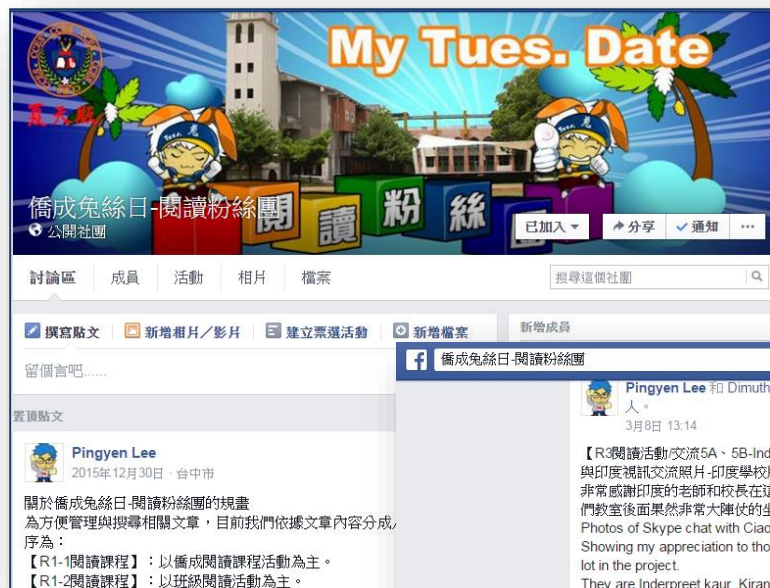 My Tues. Date
僑成兔絲日-閱讀粉絲團
公開社團
閱讀粉絲
已加入
分享
通知
討論區 成員 活動 相片 檔案
搜尋這個社團
撰寫貼文 新增相片／影片 建立票選活動 新增檔案
留個言吧......
新增成員
置頂貼文
Pingyen Lee
2015年12月30日 · 台中市
關於僑成兔絲日-閱讀粉絲團的規畫
為方便管理與搜尋相關文章，目前我們依據文章內容分成
序為：
【R1-1閱讀課程】：以僑成閱讀課程活動為主。
【R1-2閱讀課程】：以班級閱讀活動為主。
僑成兔絲日-閱讀粉絲團
Pingyen Lee 和 Dimuth
人。
3月8日 13:14
【R3閱讀活動/交流5A、5B-Ind
與印度視訊交流照片-印度學校
非常感謝印度的老師和校長在這
們教室後面果然非常大陣仗的坐
Photos of Skype chat with Ciao
Showing my appreciation to tho
lot in the project.
They are Inderpreet kaur, Kiran